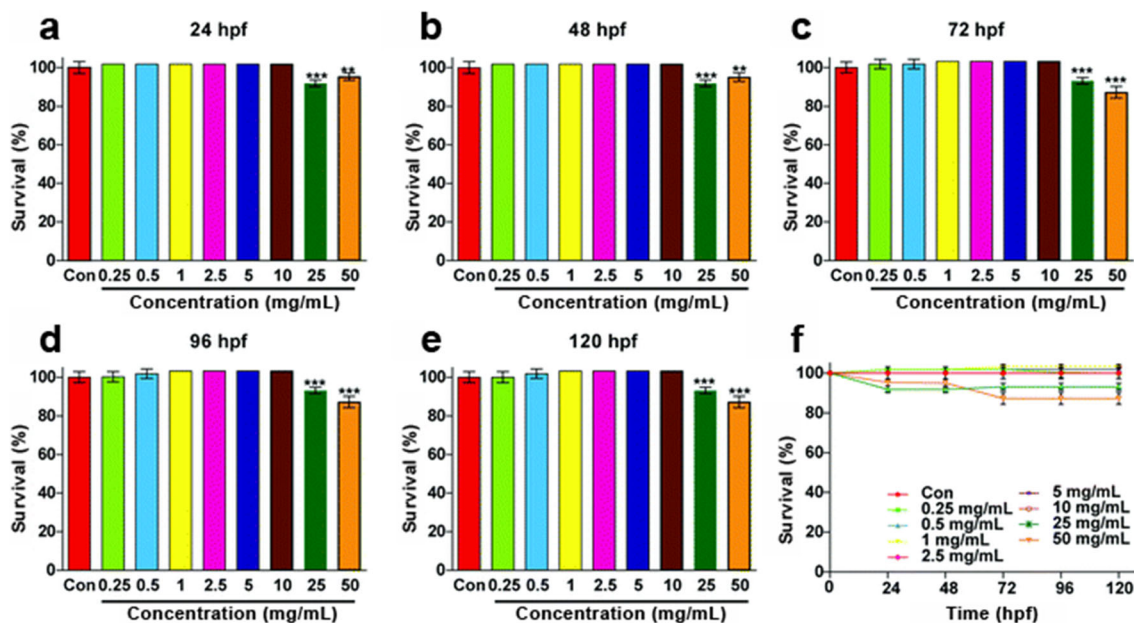 a 24 hpf
Survival (%)
100
80
60
40
20
0
*** **
Con 0.25 0.5 1 2.5 5 10 25 50
Concentration (mg/mL)
b 48 hpf
Survival (%)
100
80
60
40
20
0
*** **
Con 0.25 0.5 1 2.5 5 10 25 50
Concentration (mg/mL)
c 72 hpf
Survival (%)
100
80
60
40
20
0
*** ***
Con 0.25 0.5 1 2.5 5 10 25 50
Concentration (mg/mL)
d 96 hpf
Survival (%)
100
80
60
40
20
0
*** ***
Con 0.25 0.5 1 2.5 5 10 25 50
Concentration (mg/mL)
e 120 hpf
Survival (%)
100
80
60
40
20
0
*** ***
Con 0.25 0.5 1 2.5 5 10 25 50
Concentration (mg/mL)
f
Survival (%)
100
80
60
40
20
0
Con
0.25 mg/mL
0.5 mg/mL
1 mg/mL
2.5 mg/mL
5 mg/mL
10 mg/mL
25 mg/mL
50 mg/mL
0 24 48 72 96 120
Time (hpf)